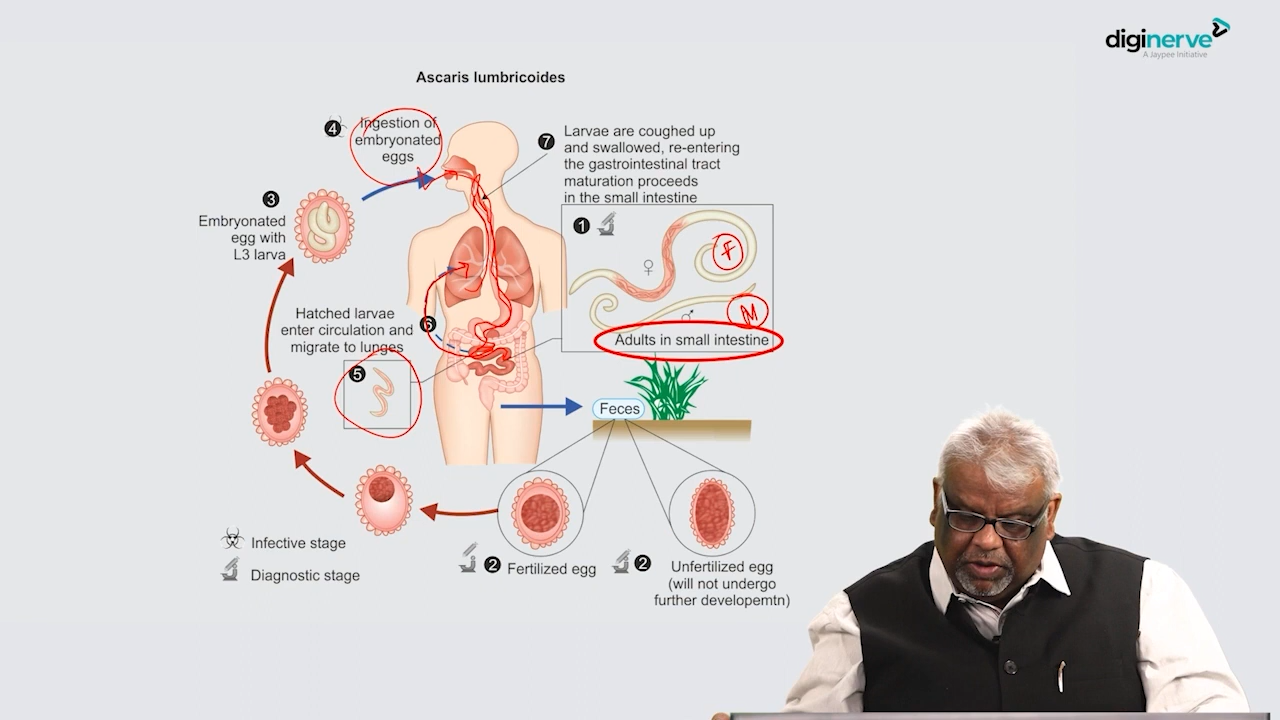 diginerve
A Jaypee Initiative
Ascaris lumbricoides
4
Ingestion of
embryonated
eggs
7
Larvae are coughed up
and swallowed, re-entering
the gastrointestinal tract
maturation proceeds
in the small intestine
3
Embryonated
egg with
L3 larva
1
♀
F
♂
M
Adults in small intestine
Hatched larvae
enter circulation and
migrate to lunges
6
5
Feces
Infective stage
Diagnostic stage
2 Fertilized egg
2 Unfertilized egg
(will not undergo
further developemtn)